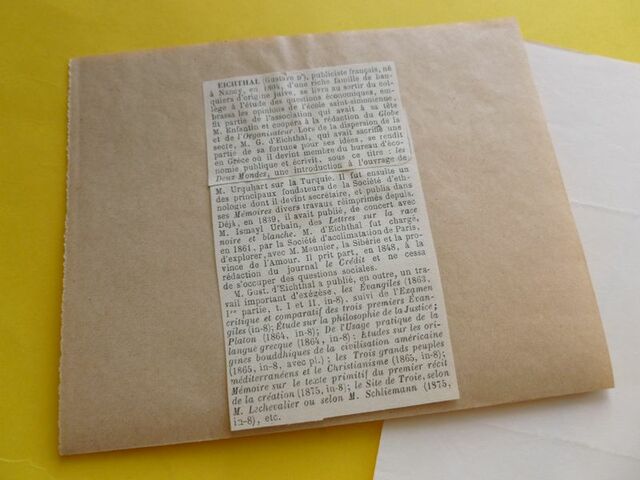 EICHTHAL (Gustave D'), publiciste français, né
à Nancy, en 1804, d'une riche famille de ban-
quiers d'origine juive, se livra au sortir du col-
lège à l'étude des questions économiques, em-
brassa les opinions de l'école saint-simonienne,
fit partie de l'association qui avait à sa tête
M. Enfantin et coopéra à la rédaction du Globe
et de l'Organisateur. Lors de la dispersion de la
secte, M. G. d'Eichthal, qui avait sacrifié une
partie de sa fortune pour ses idées, se rendit
en Grèce où il devint membre du bureau d'éco-
nomie publique et écrivit, sous ce titre : les
Deux Mondes, une introduction à l'ouvrage de
M. Urquhart sur la Turquie. Il fut ensuite un
des principaux fondateurs de la Société d'eth-
nologie dont il devint secrétaire, et publia dans
ses Mémoires divers travaux réimprimés depuis.
Déjà, en 1839, il avait publié, de concert avec
M. Ismayl Urbain, des Lettres sur la race
noire et blanche. M. d'Eichthal fut chargé,
en 1861, par la Société d'acclimatation de Paris,
d'explorer, avec M. Meunier, la Sibérie et la pro-
vince de l'Amour. Il prit part, en 1848, à la
rédaction du journal le Crédit et ne cessa
de s'occuper des questions sociales.
M. Gust. d'Eichthal a publié, en outre, un tra-
vail important d'exégèse, les Évangiles (1863,
1re partie, t. I et II, in-8), suivi de l'Examen
critique et comparatif des trois premiers Évan-
giles (in-8); Étude sur la philosophie de la Justice;
Platon (1864, in-8); De l'Usage pratique de la
langue grecque (1864, in-8); Études sur les ori-
gines bouddhiques de la civilisation américaine
(1865, in-8, avec pl.); les Trois grands peuples
méditerranéens et le Christianisme (1865, in-8);
Mémoire sur le texte primitif du premier récit
de la création (1875, in-8); le Site de Troie, selon
M. Lechevalier ou selon M. Schliemann (1875,
in-8), etc.